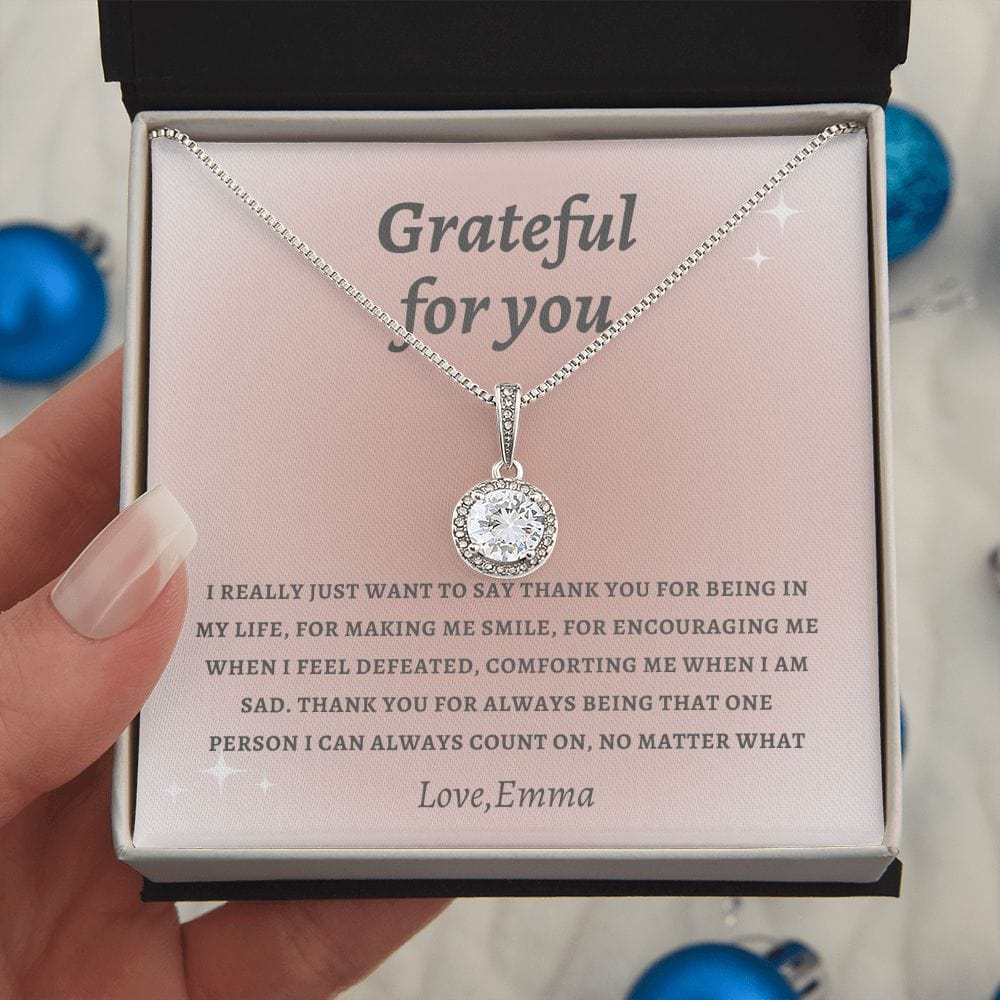 Grateful
for you
I REALLY JUST WANT TO SAY THANK YOU FOR BEING IN
MY LIFE, FOR MAKING ME SMILE, FOR ENCOURAGING ME
WHEN I FEEL DEFEATED, COMFORTING ME WHEN I AM
SAD. THANK YOU FOR ALWAYS BEING THAT ONE
PERSON I CAN ALWAYS COUNT ON, NO MATTER WHAT
Love,Emma